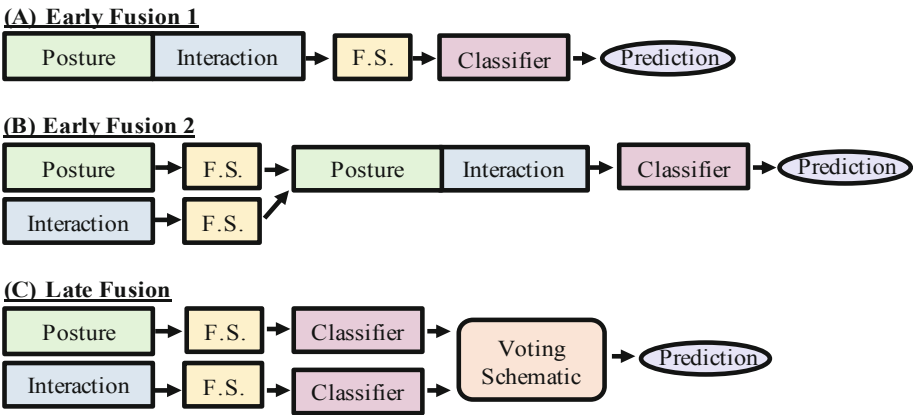 (A) Early Fusion 1
Posture Interaction F.S. Classifier Prediction
(B) Early Fusion 2
Posture F.S. Posture Interaction Classifier Prediction
Interaction F.S.
(C) Late Fusion
Posture F.S. Classifier
Voting
Schematic
Prediction
Interaction F.S. Classifier